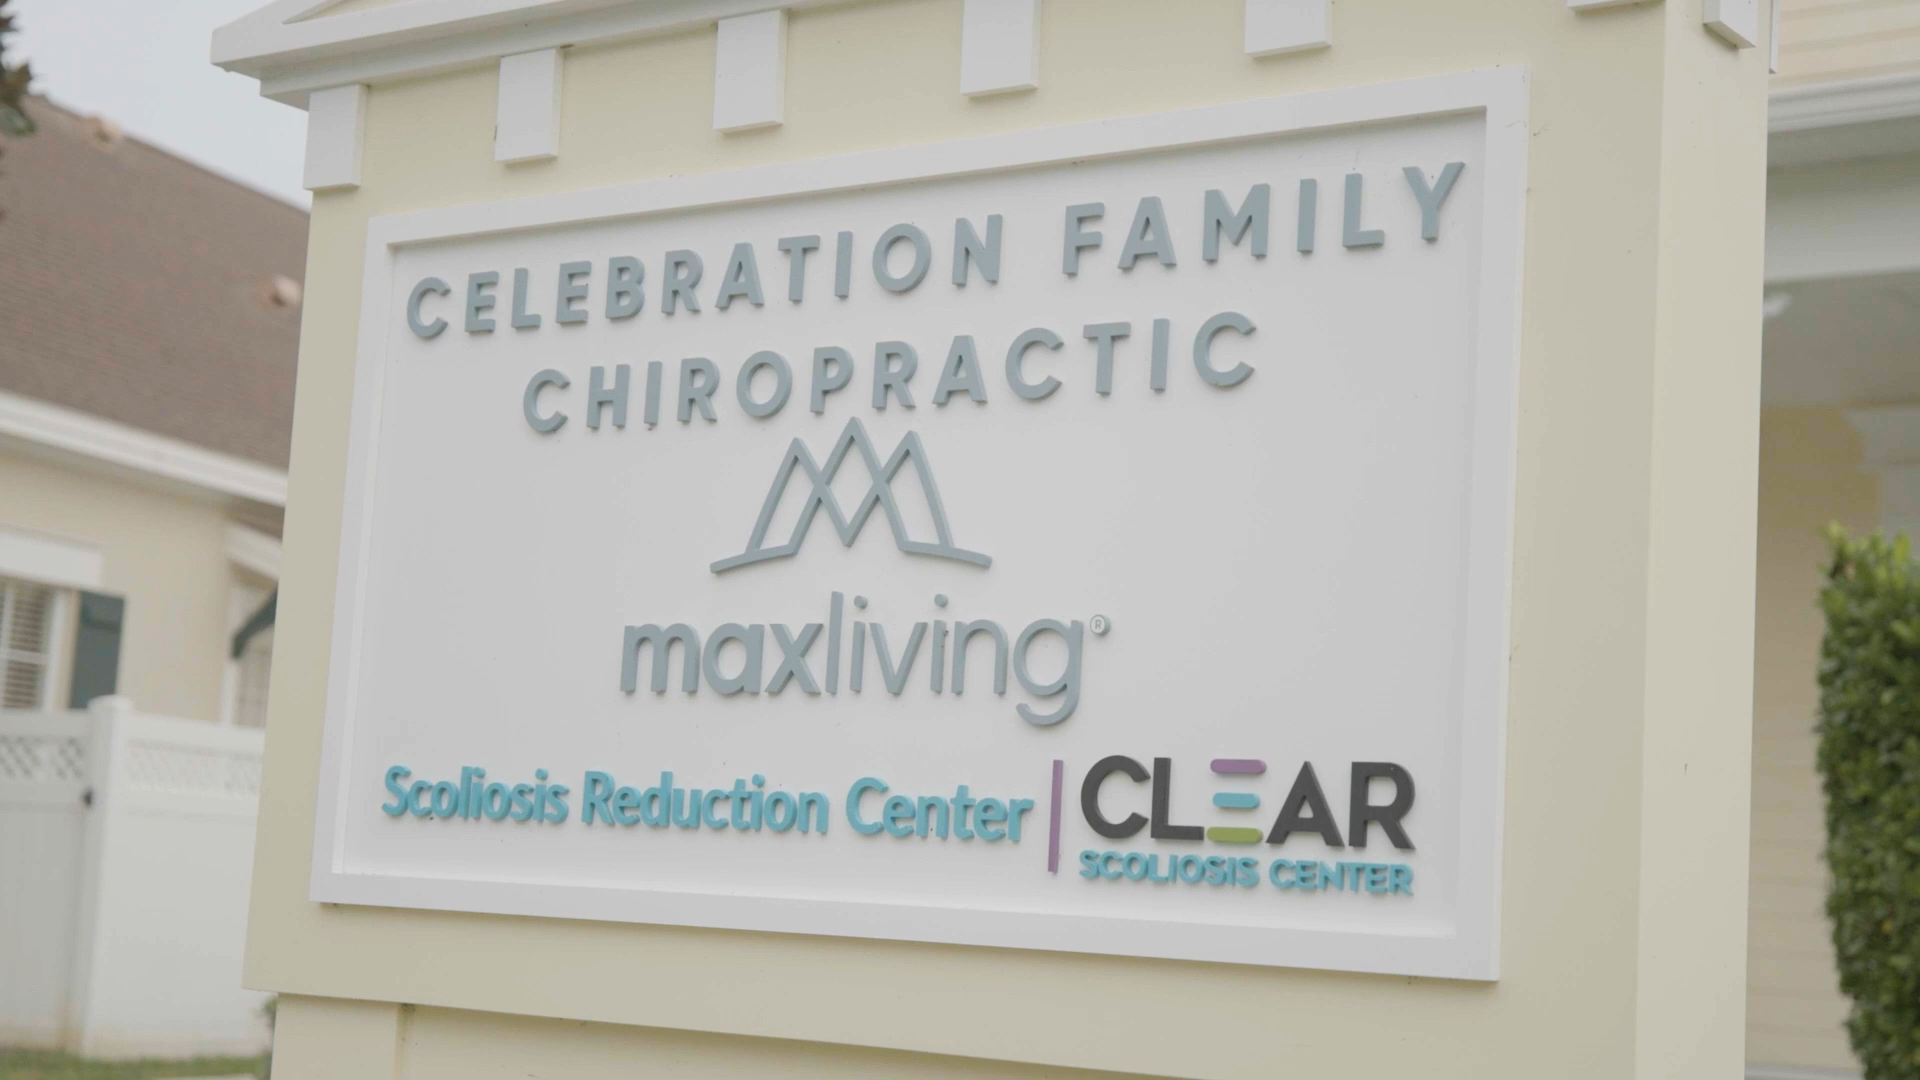 CELEBRATION FAMILY
CHIROPRACTIC
maxliving®
Scoliosis Reduction Center | CLEAR
SCOLIOSIS CENTER